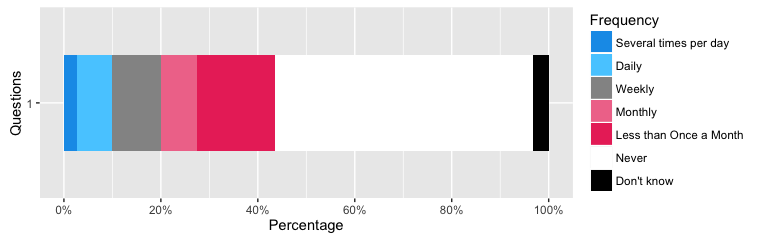 Questions
1
0%
20%
40%
60%
80%
100%
Percentage
Frequency
Several times per day
Daily
Weekly
Monthly
Less than Once a Month
Never
Don't know